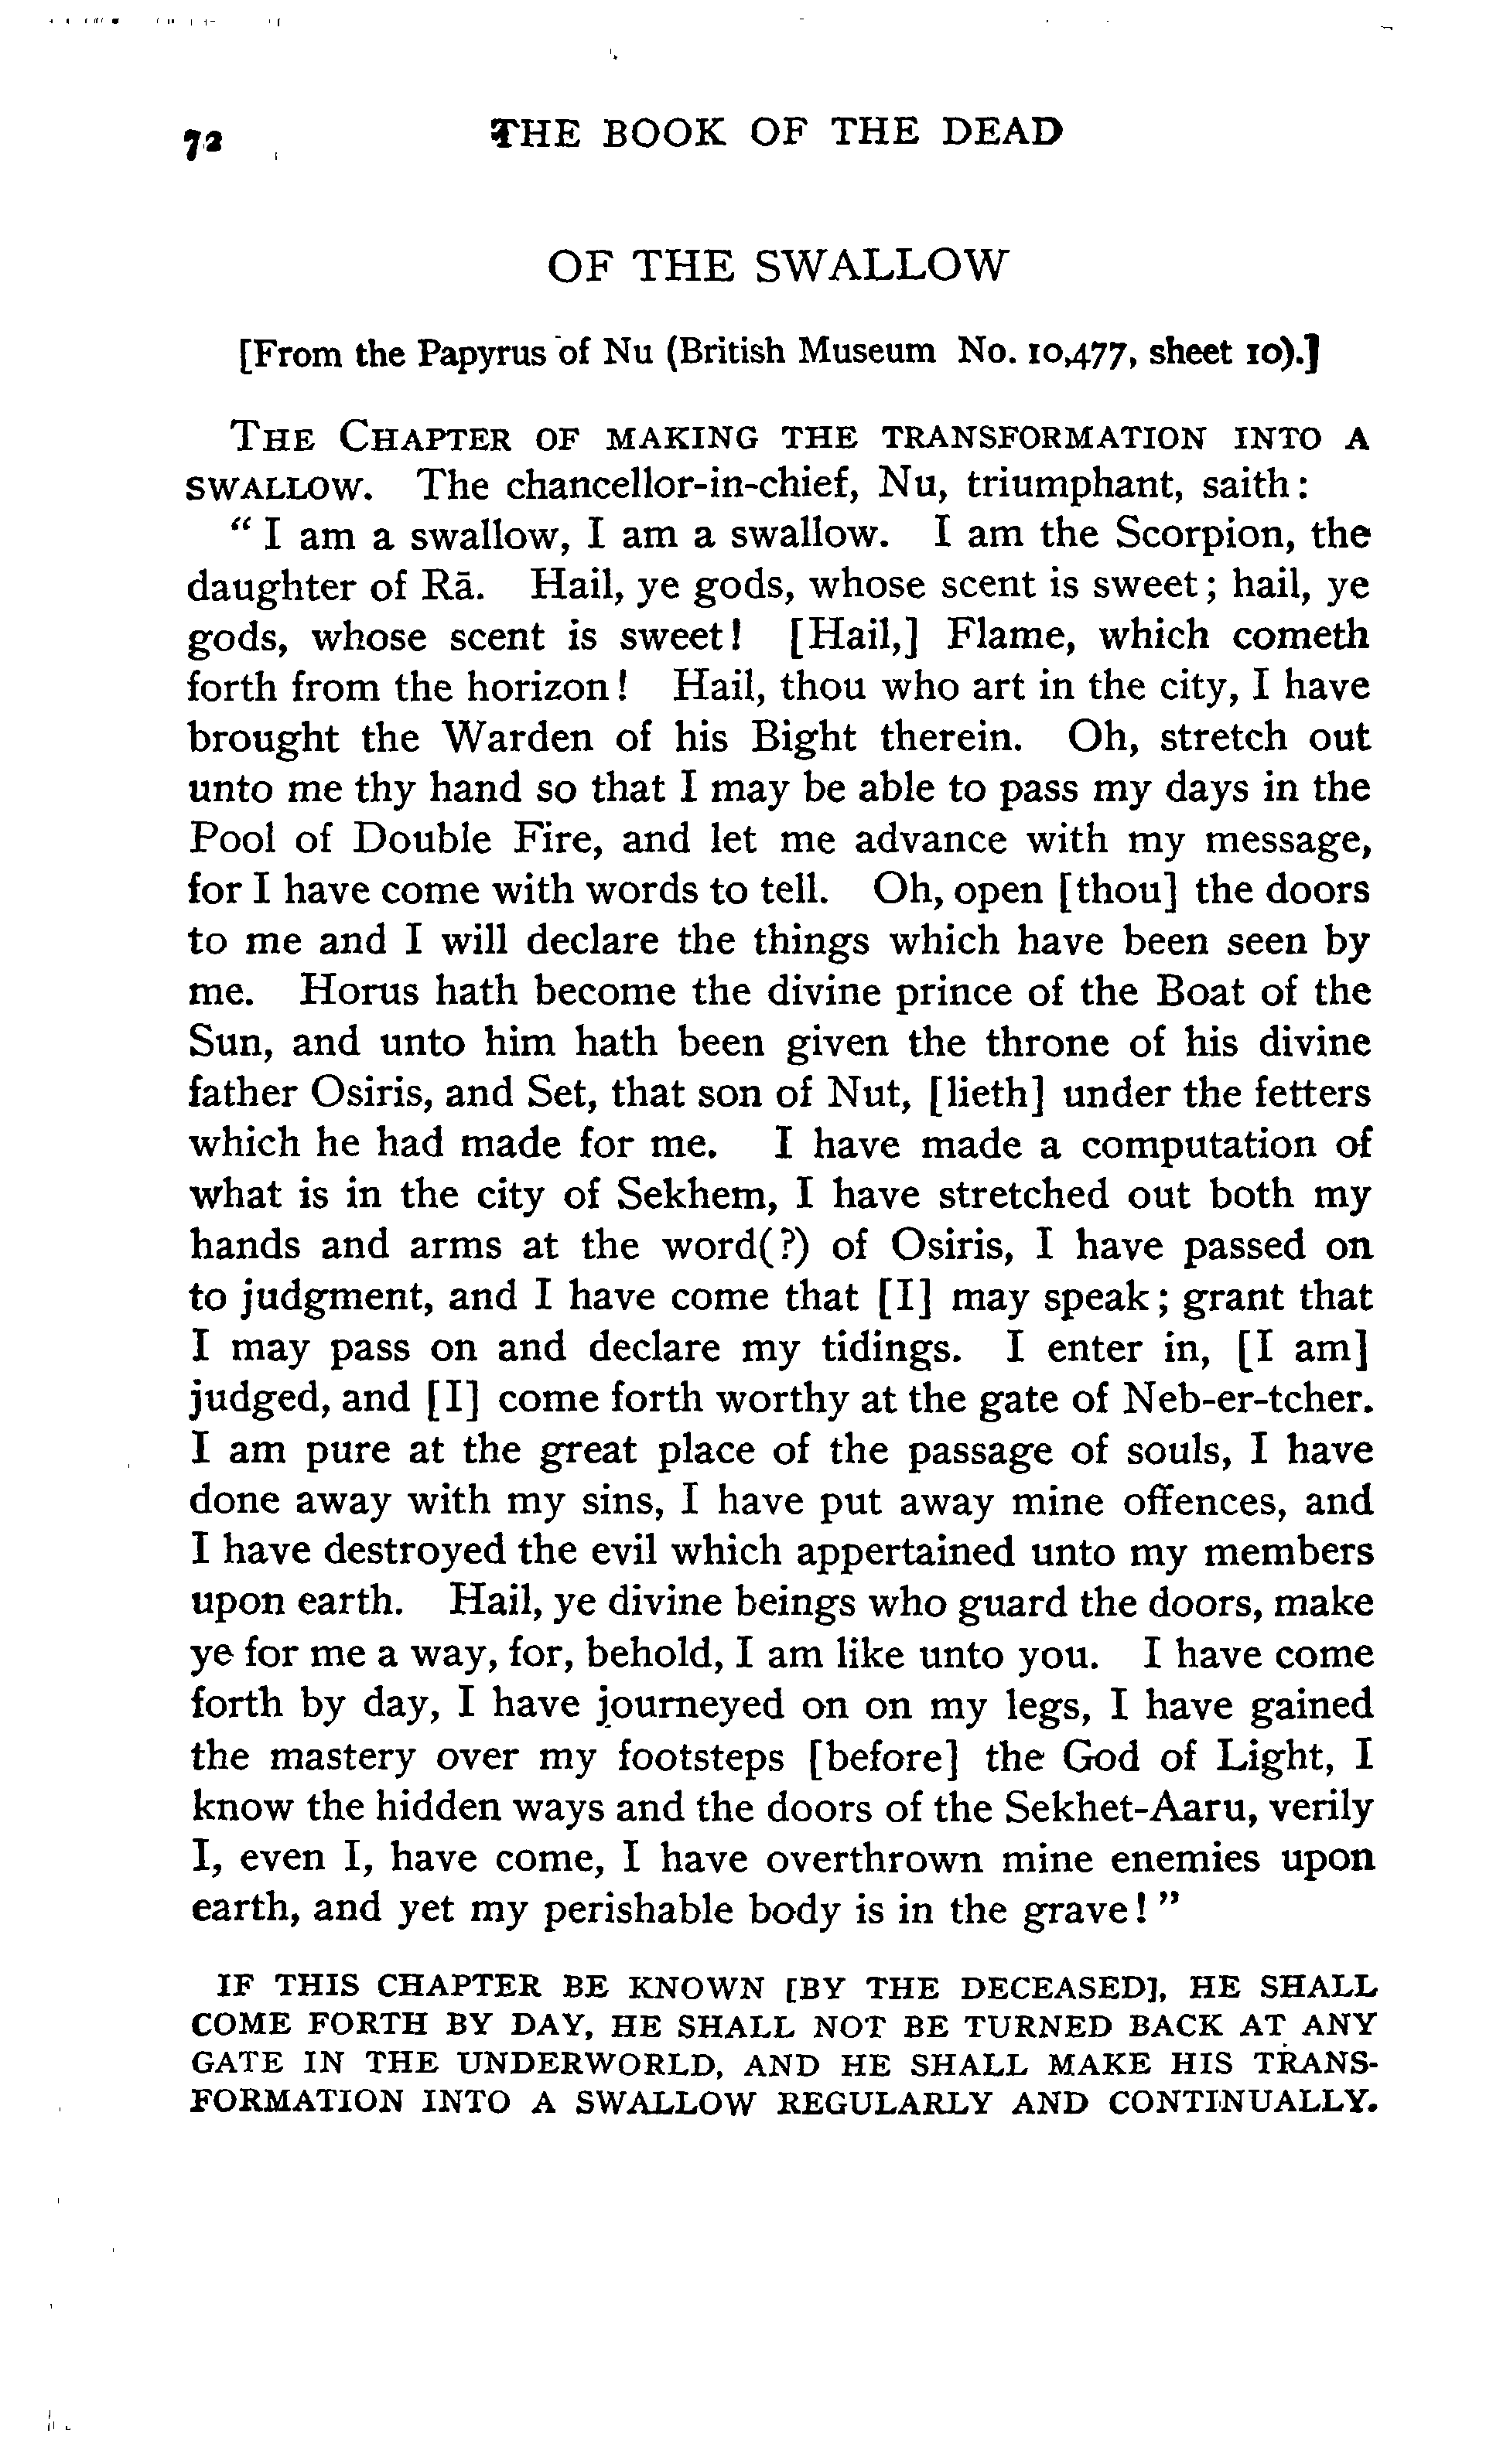 72 THE BOOK OF THE DEAD
OF THE SWALLOW
[From the Papyrus of Nu (British Museum No. 10,477, sheet 10).]
THE CHAPTER OF MAKING THE TRANSFORMATION INTO A
SWALLOW. The chancellor-in-chief, Nu, triumphant, saith:
“I am a swallow, I am a swallow. I am the Scorpion, the
daughter of Rā. Hail, ye gods, whose scent is sweet; hail, ye
gods, whose scent is sweet! [Hail,] Flame, which cometh
forth from the horizon! Hail, thou who art in the city, I have
brought the Warden of his Bight therein. Oh, stretch out
unto me thy hand so that I may be able to pass my days in the
Pool of Double Fire, and let me advance with my message,
for I have come with words to tell. Oh, open [thou] the doors
to me and I will declare the things which have been seen by
me. Horus hath become the divine prince of the Boat of the
Sun, and unto him hath been given the throne of his divine
father Osiris, and Set, that son of Nut, [lieth] under the fetters
which he had made for me. I have made a computation of
what is in the city of Sekhem, I have stretched out both my
hands and arms at the word(?) of Osiris, I have passed on
to judgment, and I have come that [I] may speak; grant that
I may pass on and declare my tidings. I enter in, [I am]
judged, and [I] come forth worthy at the gate of Neb-er-tcher.
I am pure at the great place of the passage of souls, I have
done away with my sins, I have put away mine offences, and
I have destroyed the evil which appertained unto my members
upon earth. Hail, ye divine beings who guard the doors, make
ye for me a way, for, behold, I am like unto you. I have come
forth by day, I have journeyed on on my legs, I have gained
the mastery over my footsteps [before] the God of Light, I
know the hidden ways and the doors of the Sekhet-Aaru, verily
I, even I, have come, I have overthrown mine enemies upon
earth, and yet my perishable body is in the grave!”
IF THIS CHAPTER BE KNOWN [BY THE DECEASED], HE SHALL
COME FORTH BY DAY, HE SHALL NOT BE TURNED BACK AT ANY
GATE IN THE UNDERWORLD, AND HE SHALL MAKE HIS TRANS-
FORMATION INTO A SWALLOW REGULARLY AND CONTINUALLY.